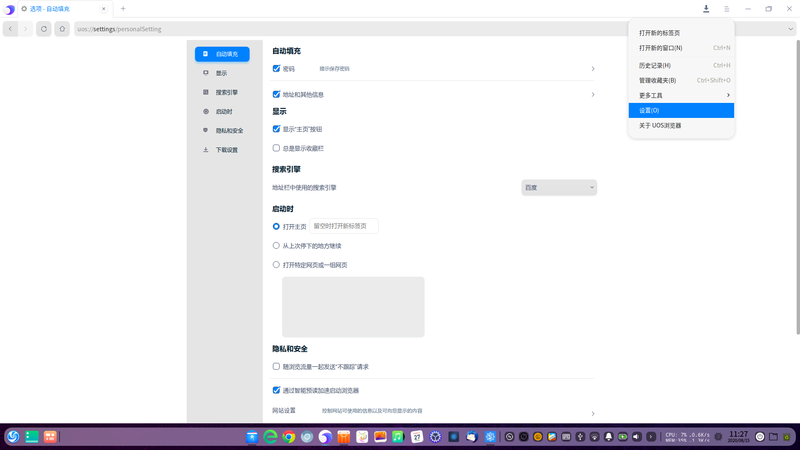 选项 - 自动填充
uos://settings/personalSetting
打开新的标签页
打开新的窗口(N) Ctrl+N
历史记录(H) Ctrl+H
管理收藏夹(B) Ctrl+Shift+O
更多工具
设置(O)
关于 UOS浏览器
自动填充
显示
搜索引擎
启动时
隐私和安全
下载设置
自动填充
密码 提示保存密码
地址和其他信息
显示
显示"主页"按钮
总是显示收藏栏
搜索引擎
地址栏中使用的搜索引擎 百度
启动时
打开主页 留空时打开新标签页
从上次停下的地方继续
打开特定网页或一组网页
隐私和安全
随浏览流量一起发送"不跟踪"请求
通过智能预读加速启动浏览器
网站设置 控制网站可使用的信息以及可向您显示的内容
CPU: 7% 0.6K/s
11:27